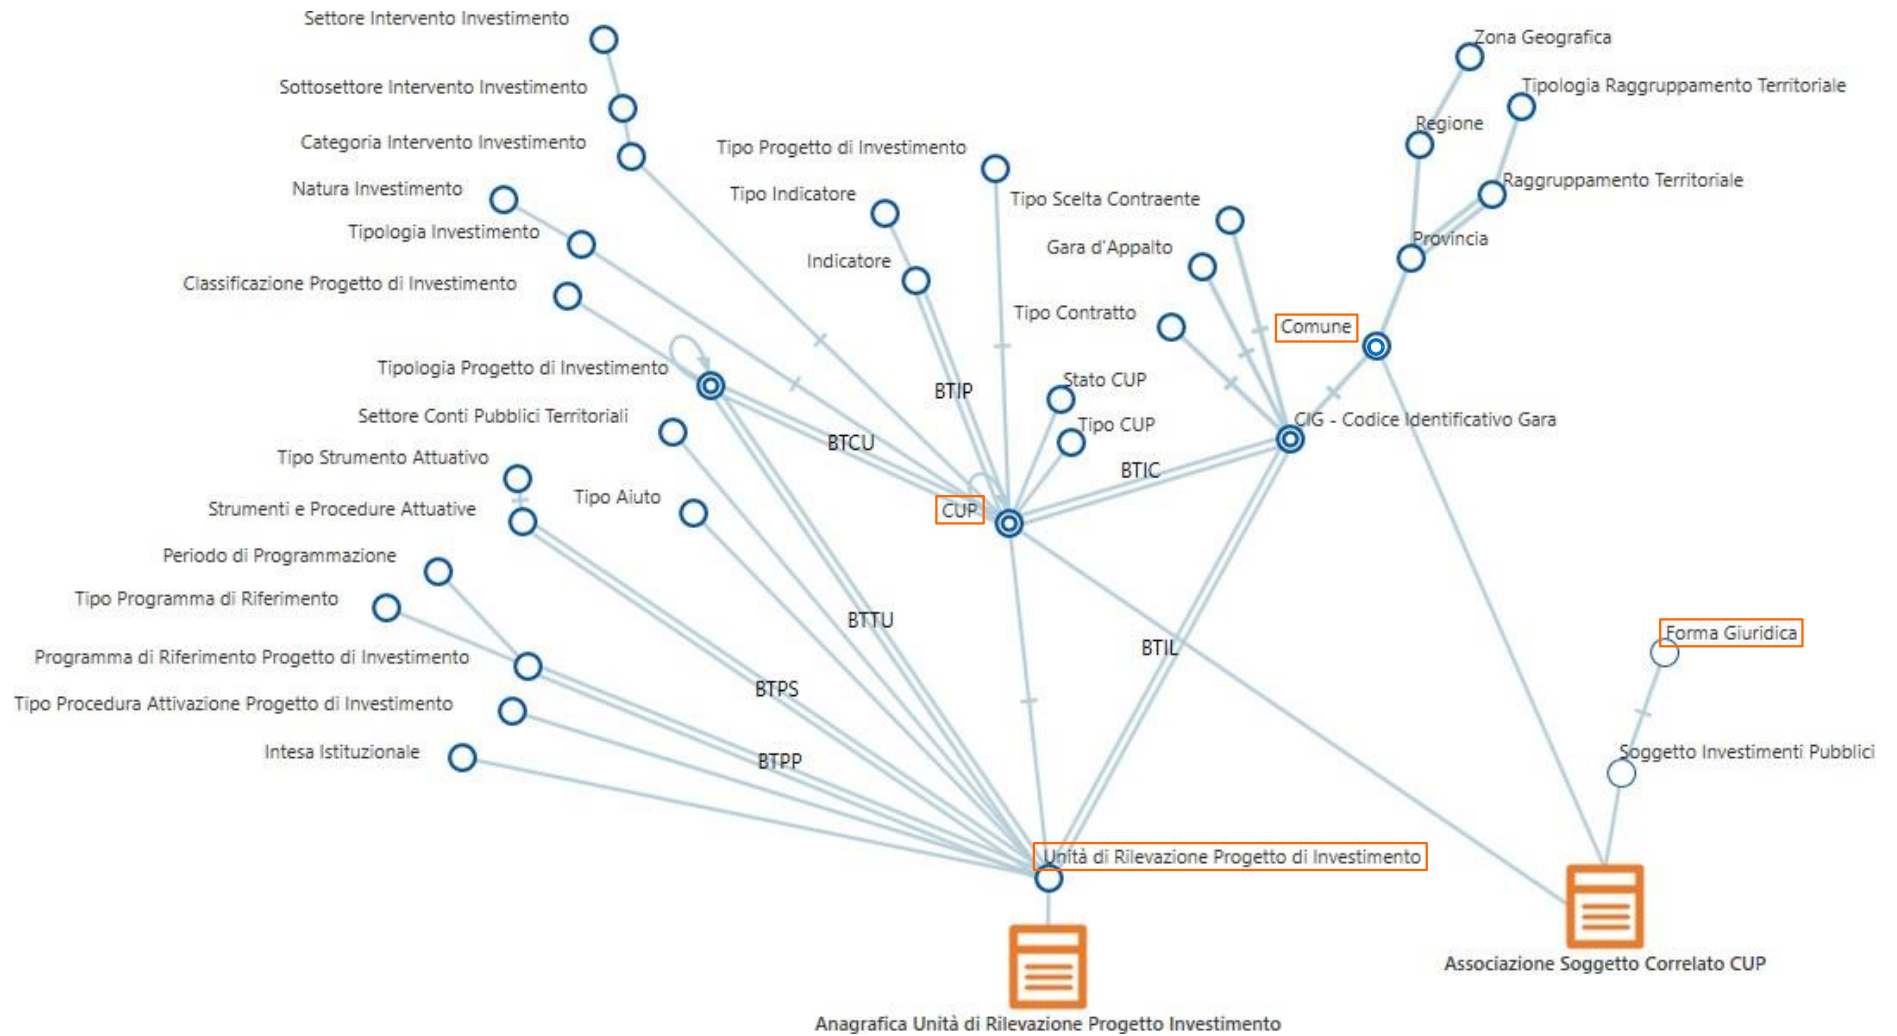 Settore Intervento Investimento
Zona Geografica
Sottosettore Intervento Investimento
Tipologia Raggruppamento Territoriale
Regione
Categoria Intervento Investimento
Tipo Progetto di Investimento
Natura Investimento
Tipo Indicatore
Tipo Scelta Contraente
Raggruppamento Territoriale
Tipologia Investimento
Gara d'Appalto
Provincia
Indicatore
Classificazione Progetto di Investimento
Tipo Contratto
Comune
Tipologia Progetto di Investimento
Stato CUP
BTIP
Settore Conti Pubblici Territoriali
CIG - Codice Identificativo Gara
Tipo CUP
BTCU
Tipo Strumento Attuativo
BTIC
Tipo Aiuto
Strumenti e Procedure Attuative
CUP
Periodo di Programmazione
Tipo Programma di Riferimento
BTTU
Forma Giuridica
BTIL
Programma di Riferimento Progetto di Investimento
BTPS
Tipo Procedura Attivazione Progetto di Investimento
Intesa Istituzionale
BTPP
Soggetto Investimenti Pubblici
Unità di Rilevazione Progetto di Investimento
Associazione Soggetto Correlato CUP
Anagrafica Unità di Rilevazione Progetto Investimento